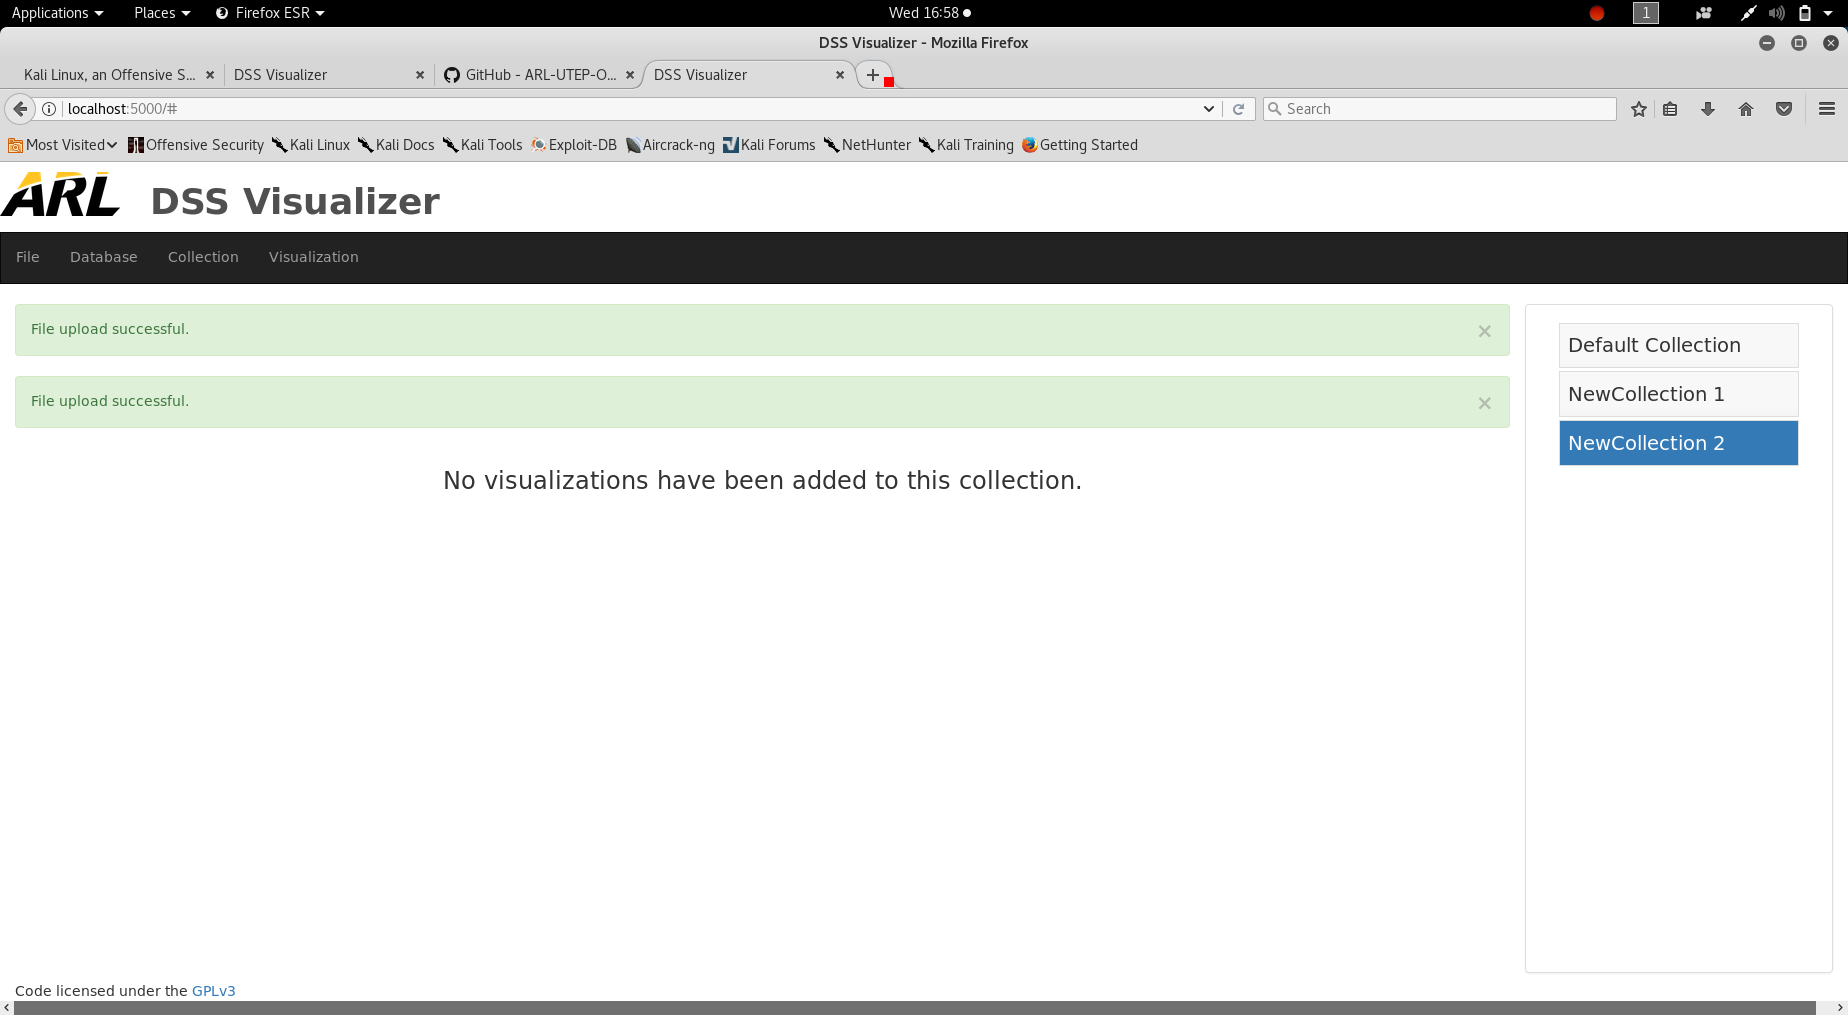 Applications Places Firefox ESR Wed 16:58 1
DSS Visualizer - Mozilla Firefox
Kali Linux, an Offensive S... DSS Visualizer GitHub - ARL-UTEP-O... DSS Visualizer
localhost:5000/# Search
Most Visited Offensive Security Kali Linux Kali Docs Kali Tools Exploit-DB Aircrack-ng Kali Forums NetHunter Kali Training Getting Started
ARL DSS Visualizer
File Database Collection Visualization
File upload successful. ×
File upload successful. ×
No visualizations have been added to this collection.
Default Collection
NewCollection 1
NewCollection 2
Code licensed under the GPLv3